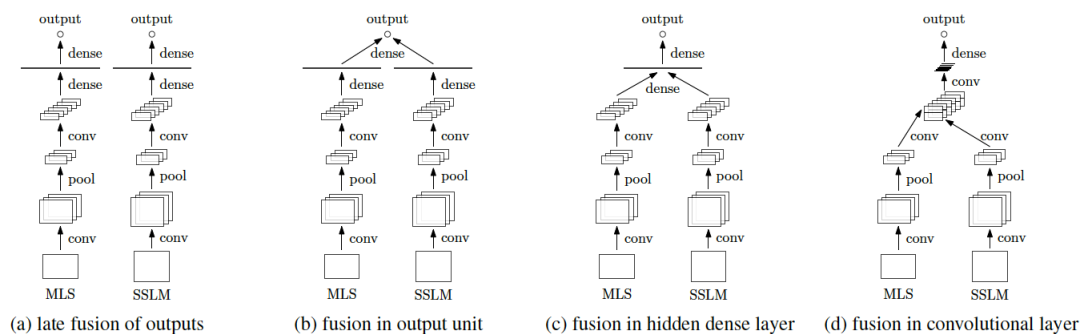 output output output output output
dense dense dense dense dense
dense dense dense dense dense conv
conv conv conv conv conv conv conv conv
pool pool pool pool pool pool pool pool
conv conv conv conv conv conv conv conv
MLS SSLM MLS SSLM MLS SSLM MLS SSLM
(a) late fusion of outputs (b) fusion in output unit (c) fusion in hidden dense layer (d) fusion in convolutional layer